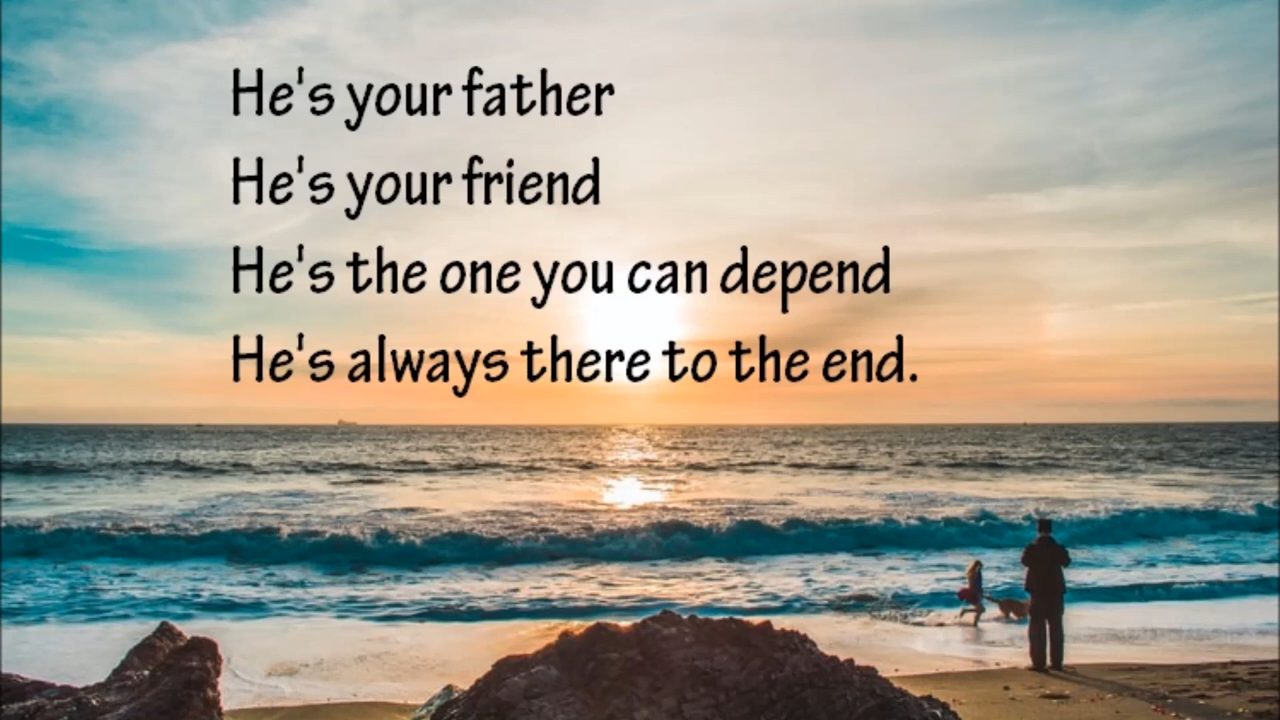 He's your father
He's your friend
He's the one you can depend
He's always there to the end.